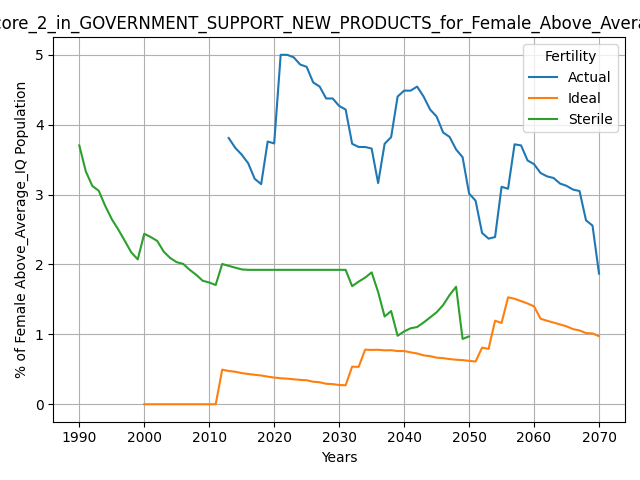 core_2_in_GOVERNMENT_SUPPORT_NEW_PRODUCTS_for_Female_Above_Avera
% of Female Above_Average_IQ Population
5
4
3
2
1
0
Fertility
Actual
Ideal
Sterile
1990 2000 2010 2020 2030 2040 2050 2060 2070
Years